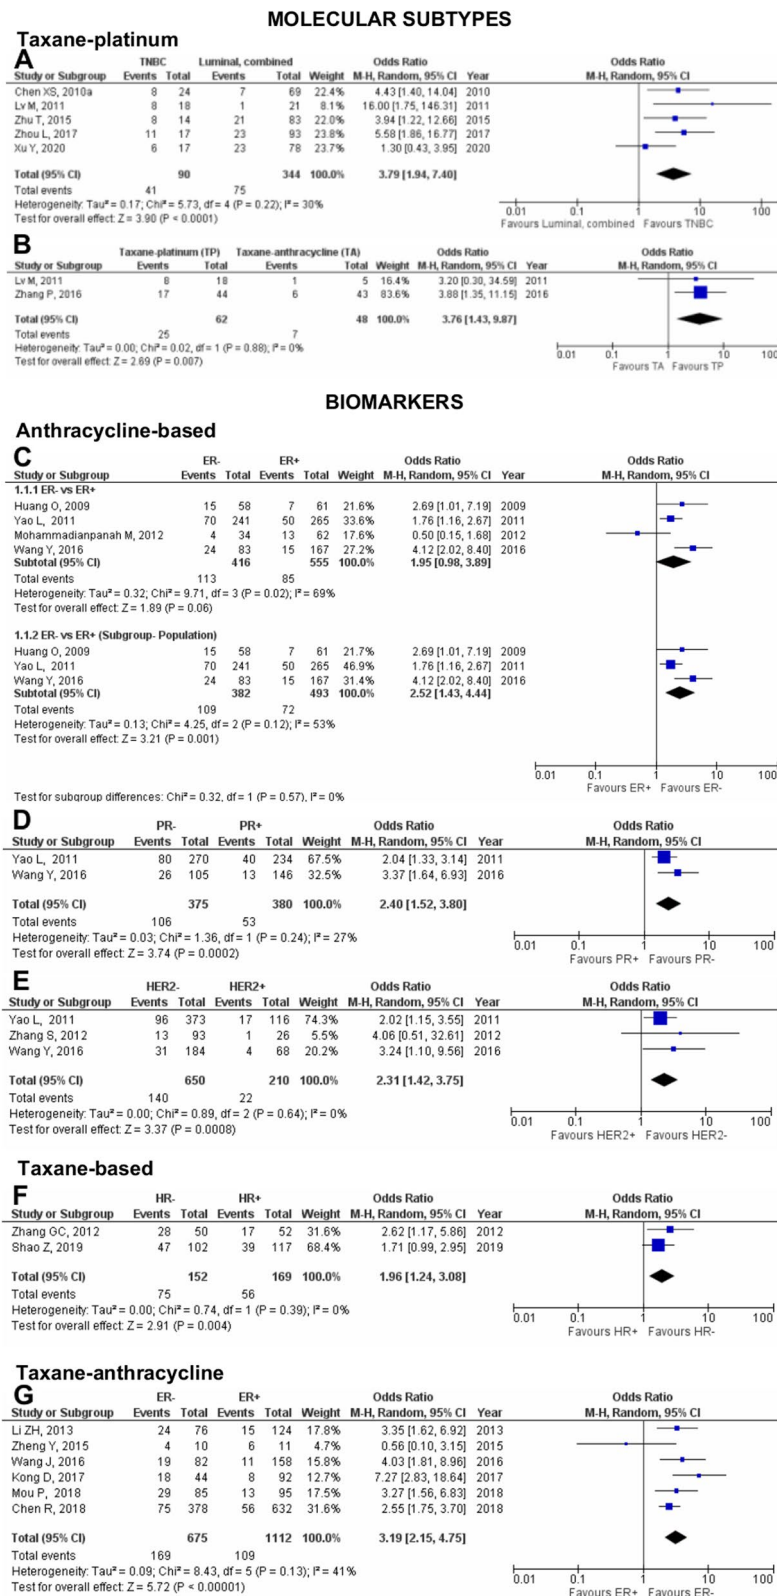 MOLECULAR SUBTYPES
Taxane-platinum
A
TNBC Luminal, combined Odds Ratio Odds Ratio
Study or Subgroup Events Total Events Total Weight M-H, Random, 95% CI Year M-H, Random, 95% CI
Chen XS, 2010a 8 24 7 69 22.4% 4.43 [1.40, 14.04] 2010
Lv M, 2011 8 18 1 21 8.1% 16.00 [1.75, 146.31] 2011
Zhu T, 2015 8 14 21 83 22.0% 3.94 [1.22, 12.66] 2015
Zhou L, 2017 11 17 23 93 23.8% 5.58 [1.86, 16.77] 2017
Xu Y, 2020 6 17 23 78 23.7% 1.30 [0.43, 3.95] 2020
Total (95% CI) 90 344 100.0% 3.79 [1.94, 7.40]
Total events 41 75
Heterogeneity: Tau² = 0.17; Chi² = 5.73, df = 4 (P = 0.22); I² = 30%
Test for overall effect: Z = 3.90 (P < 0.0001)
0.01 0.1 1 10 100
Favours Luminal, combined Favours TNBC
B
Taxane-platinum (TP) Taxane-anthracycline (TA) Odds Ratio Odds Ratio
Study or Subgroup Events Total Events Total Weight M-H, Random, 95% CI Year M-H, Random, 95% CI
Lv M, 2011 8 18 1 5 16.4% 3.20 [0.30, 34.59] 2011
Zhang P, 2016 17 44 6 43 83.6% 3.88 [1.35, 11.15] 2016
Total (95% CI) 62 48 100.0% 3.76 [1.43, 9.87]
Total events 25 7
Heterogeneity: Tau² = 0.00; Chi² = 0.02, df = 1 (P = 0.88); I² = 0%
Test for overall effect: Z = 2.69 (P = 0.007)
0.01 0.1 1 10 100
Favours TA Favours TP
BIOMARKERS
Anthracycline-based
C
ER- ER+ Odds Ratio Odds Ratio
Study or Subgroup Events Total Events Total Weight M-H, Random, 95% CI Year M-H, Random, 95% CI
1.1.1 ER- vs ER+
Huang O, 2009 15 58 7 61 21.6% 2.69 [1.01, 7.19] 2009
Yao L, 2011 70 241 50 265 33.6% 1.76 [1.16, 2.67] 2011
Mohammadianpanah M, 2012 4 34 13 62 17.6% 0.50 [0.15, 1.68] 2012
Wang Y, 2016 24 83 15 167 27.2% 4.12 [2.02, 8.40] 2016
Subtotal (95% CI) 416 555 100.0% 1.95 [0.98, 3.89]
Total events 113 85
Heterogeneity: Tau² = 0.32; Chi² = 9.71, df = 3 (P = 0.02); I² = 69%
Test for overall effect: Z = 1.89 (P = 0.06)
1.1.2 ER- vs ER+ (Subgroup- Population)
Huang O, 2009 15 58 7 61 21.7% 2.69 [1.01, 7.19] 2009
Yao L, 2011 70 241 50 265 46.9% 1.76 [1.16, 2.67] 2011
Wang Y, 2016 24 83 15 167 31.4% 4.12 [2.02, 8.40] 2016
Subtotal (95% CI) 382 493 100.0% 2.52 [1.43, 4.44]
Total events 109 72
Heterogeneity: Tau² = 0.13; Chi² = 4.25, df = 2 (P = 0.12); I² = 53%
Test for overall effect: Z = 3.21 (P = 0.001)
0.01 0.1 1 10 100
Favours ER+ Favours ER-
Test for subgroup differences: Chi² = 0.32, df = 1 (P = 0.57), I² = 0%
D
PR- PR+ Odds Ratio Odds Ratio
Study or Subgroup Events Total Events Total Weight M-H, Random, 95% CI Year M-H, Random, 95% CI
Yao L, 2011 80 270 40 234 67.5% 2.04 [1.33, 3.14] 2011
Wang Y, 2016 26 105 13 146 32.5% 3.37 [1.64, 6.93] 2016
Total (95% CI) 375 380 100.0% 2.40 [1.52, 3.80]
Total events 106 53
Heterogeneity: Tau² = 0.03; Chi² = 1.36, df = 1 (P = 0.24); I² = 27%
Test for overall effect: Z = 3.74 (P = 0.0002)
0.01 0.1 1 10 100
Favours PR+ Favours PR-
E
HER2- HER2+ Odds Ratio Odds Ratio
Study or Subgroup Events Total Events Total Weight M-H, Random, 95% CI Year M-H, Random, 95% CI
Yao L, 2011 96 373 17 116 74.3% 2.02 [1.15, 3.55] 2011
Zhang S, 2012 13 93 1 26 5.5% 4.06 [0.51, 32.61] 2012
Wang Y, 2016 31 184 4 68 20.2% 3.24 [1.10, 9.56] 2016
Total (95% CI) 650 210 100.0% 2.31 [1.42, 3.75]
Total events 140 22
Heterogeneity: Tau² = 0.00; Chi² = 0.89, df = 2 (P = 0.64); I² = 0%
Test for overall effect: Z = 3.37 (P = 0.0008)
0.01 0.1 1 10 100
Favours HER2+ Favours HER2-
Taxane-based
F
HR- HR+ Odds Ratio Odds Ratio
Study or Subgroup Events Total Events Total Weight M-H, Random, 95% CI Year M-H, Random, 95% CI
Zhang GC, 2012 28 50 17 52 31.6% 2.62 [1.17, 5.86] 2012
Shao Z, 2019 47 102 39 117 68.4% 1.71 [0.99, 2.95] 2019
Total (95% CI) 152 169 100.0% 1.96 [1.24, 3.08]
Total events 75 56
Heterogeneity: Tau² = 0.00; Chi² = 0.74, df = 1 (P = 0.39); I² = 0%
Test for overall effect: Z = 2.91 (P = 0.004)
0.01 0.1 1 10 100
Favours HR+ Favours HR-
Taxane-anthracycline
G
ER- ER+ Odds Ratio Odds Ratio
Study or Subgroup Events Total Events Total Weight M-H, Random, 95% CI Year M-H, Random, 95% CI
Li ZH, 2013 24 76 15 124 17.8% 3.35 [1.62, 6.92] 2013
Zheng Y, 2015 4 10 6 11 4.7% 0.56 [0.10, 3.15] 2015
Wang J, 2016 19 82 11 158 15.8% 4.03 [1.81, 8.96] 2016
Kong D, 2017 18 44 8 92 12.7% 7.27 [2.83, 18.64] 2017
Mou P, 2018 29 85 13 95 17.5% 3.27 [1.56, 6.83] 2018
Chen R, 2018 75 378 56 632 31.6% 2.55 [1.75, 3.70] 2018
Total (95% CI) 675 1112 100.0% 3.19 [2.15, 4.75]
Total events 169 109
Heterogeneity: Tau² = 0.09; Chi² = 8.43, df = 5 (P = 0.13); I² = 41%
Test for overall effect: Z = 5.72 (P < 0.00001)
0.01 0.1 1 10 100
Favours ER+ Favours ER-